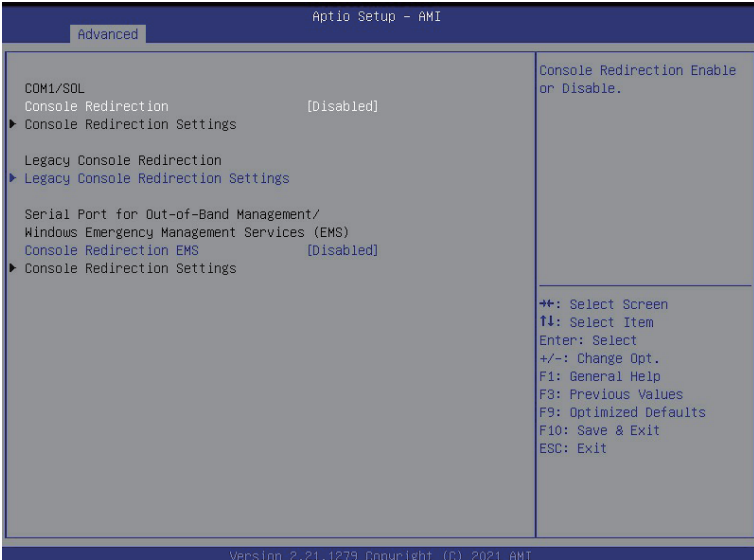 Aptio Setup – AMI
Advanced
COM1/SOL
Console Redirection [Disabled]
▶ Console Redirection Settings
Legacy Console Redirection
▶ Legacy Console Redirection Settings
Serial Port for Out-of-Band Management/
Windows Emergency Management Services (EMS)
Console Redirection EMS [Disabled]
▶ Console Redirection Settings
Console Redirection Enable
or Disable.
→←: Select Screen
↑↓: Select Item
Enter: Select
+/-: Change Opt.
F1: General Help
F3: Previous Values
F9: Optimized Defaults
F10: Save & Exit
ESC: Exit
Version 2.21.1279 Copyright (C) 2021 AMI